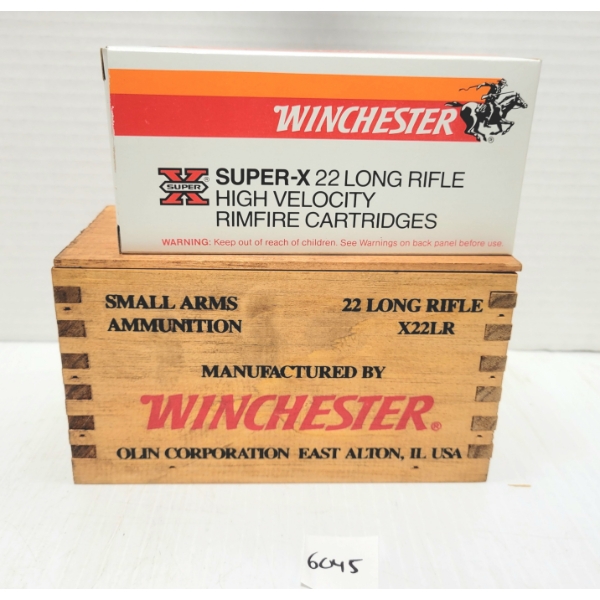 WINCHESTER®
X SUPER ® SUPER-X 22 LONG RIFLE
HIGH VELOCITY
RIMFIRE CARTRIDGES
WARNING: Keep out of reach of children. See Warnings on back panel before use.
SMALL ARMS 22 LONG RIFLE
AMMUNITION X22LR
MANUFACTURED BY
WINCHESTER®
OLIN CORPORATION EAST ALTON, IL USA
6045